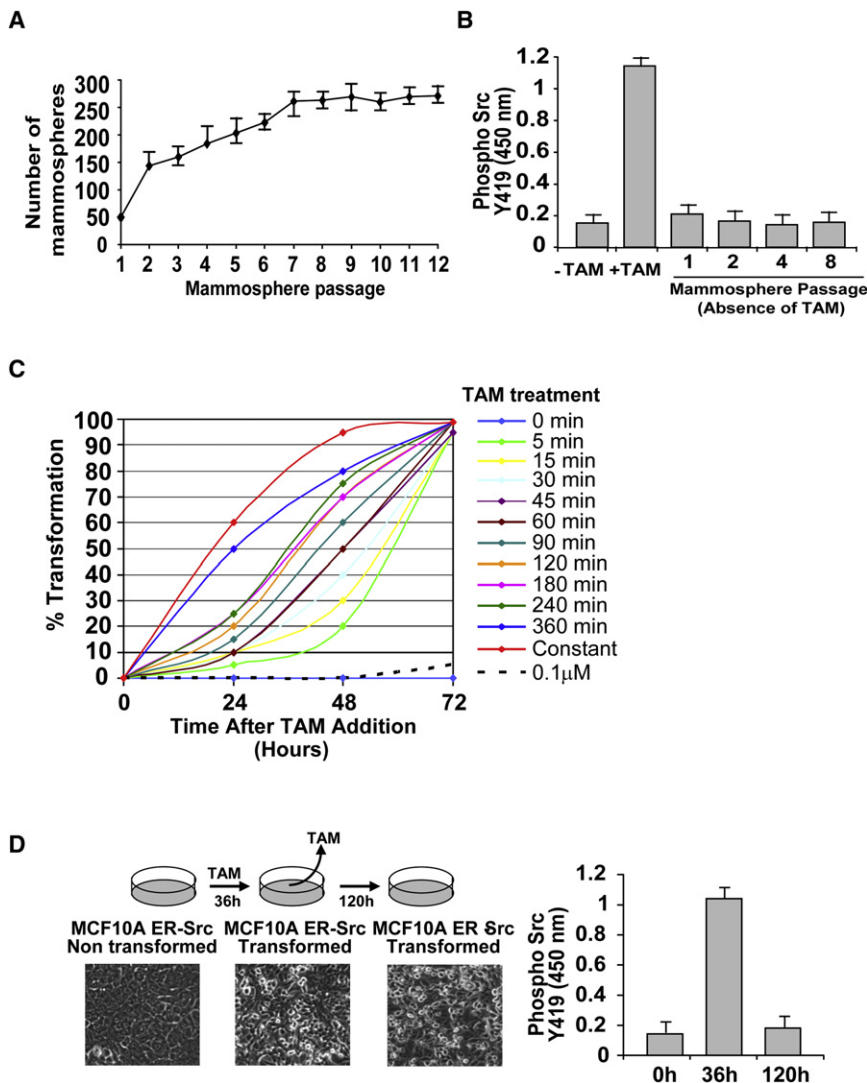 A
Number of
mammospheres
300
250
200
150
100
50
0
1 2 3 4 5 6 7 8 9 10 11 12
Mammosphere passage
B
Phospho Src
Y419 (450 nm)
1.2
1
0.8
0.6
0.4
0.2
0
-TAM +TAM 1 2 4 8
Mammosphere Passage
(Absence of TAM)
C
% Transformation
100
90
80
70
60
50
40
30
20
10
0
0 24 48 72
Time After TAM Addition
(Hours)
TAM treatment
0 min
5 min
15 min
30 min
45 min
60 min
90 min
120 min
180 min
240 min
360 min
Constant
0.1μM
D
TAM
TAM
36h
120h
MCF10A ER-Src
Non transformed
MCF10A ER-Src
Transformed
MCF10A ER Src
Transformed
Phospho Src
Y419 (450 nm)
1.2
1
0.8
0.6
0.4
0.2
0
0h 36h 120h